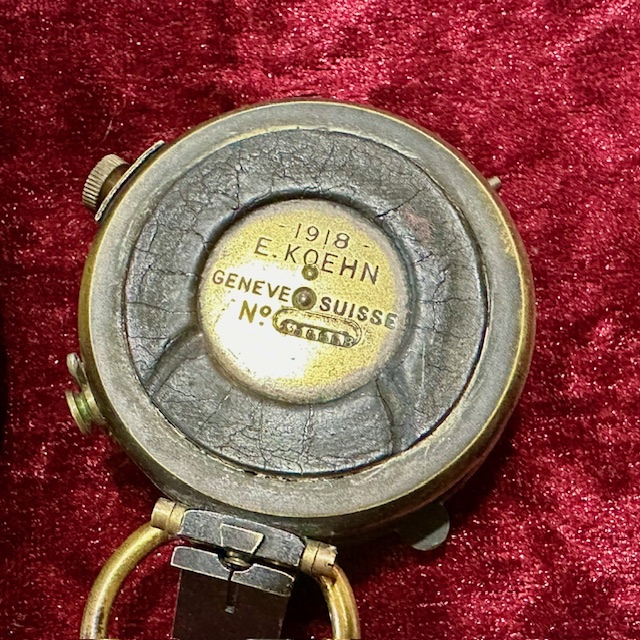 -1918-
E. KOEHN
GENEVE SUISSE
No.